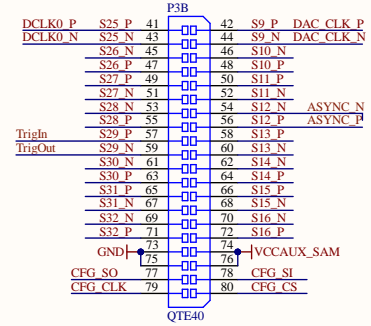 P3B
DCLK0_P S25_P 41 42 S9_P DAC_CLK_P
DCLK0_N S25_N 43 44 S9_N DAC_CLK_N
S26_N 45 46 S10_N
S26_P 47 48 S10_P
S27_P 49 50 S11_P
S27_N 51 52 S11_N
S28_N 53 54 S12_N ASYNC_N
S28_P 55 56 S12_P ASYNC_P
TrigIn S29_P 57 58 S13_P
TrigOut S29_N 59 60 S13_N
S30_N 61 62 S14_N
S30_P 63 64 S14_P
S31_P 65 66 S15_P
S31_N 67 68 S15_N
S32_N 69 70 S16_N
S32_P 71 72 S16_P
73 74
GND VCCAUX_SAM
75 76
CFG_SO 77 78 CFG_SI
CFG_CLK 79 80 CFG_CS
QTE40